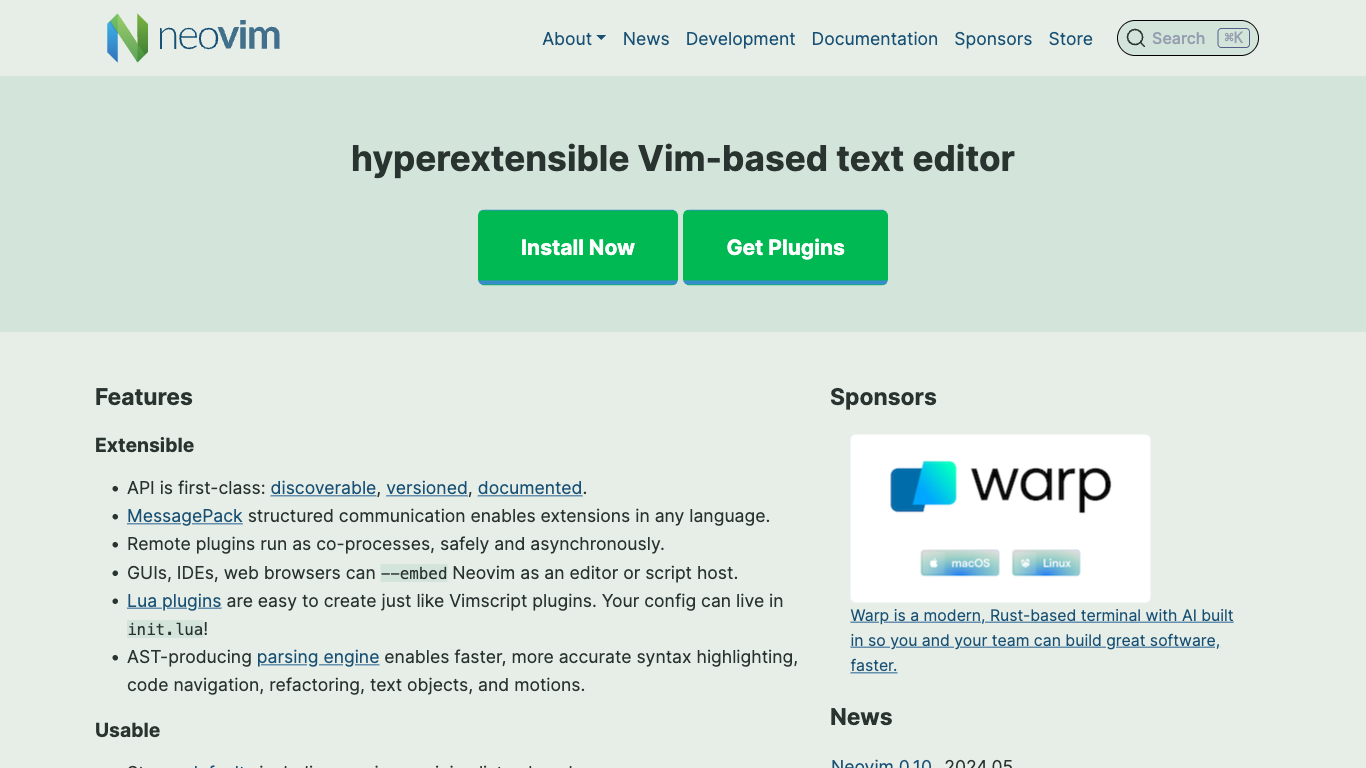 neovim
About News Development Documentation Sponsors Store Search ⌘K
hyperextensible Vim-based text editor
Install Now Get Plugins
Features
Extensible
• API is first-class: discoverable, versioned, documented.
• MessagePack structured communication enables extensions in any language.
• Remote plugins run as co-processes, safely and asynchronously.
• GUIs, IDEs, web browsers can --embed Neovim as an editor or script host.
• Lua plugins are easy to create just like Vimscript plugins. Your config can live in
init.lua!
• AST-producing parsing engine enables faster, more accurate syntax highlighting,
code navigation, refactoring, text objects, and motions.
Usable
Sponsors
warp
macOS Linux
Warp is a modern, Rust-based terminal with AI built
in so you and your team can build great software,
faster.
News
Neovim 0.10 2024.05